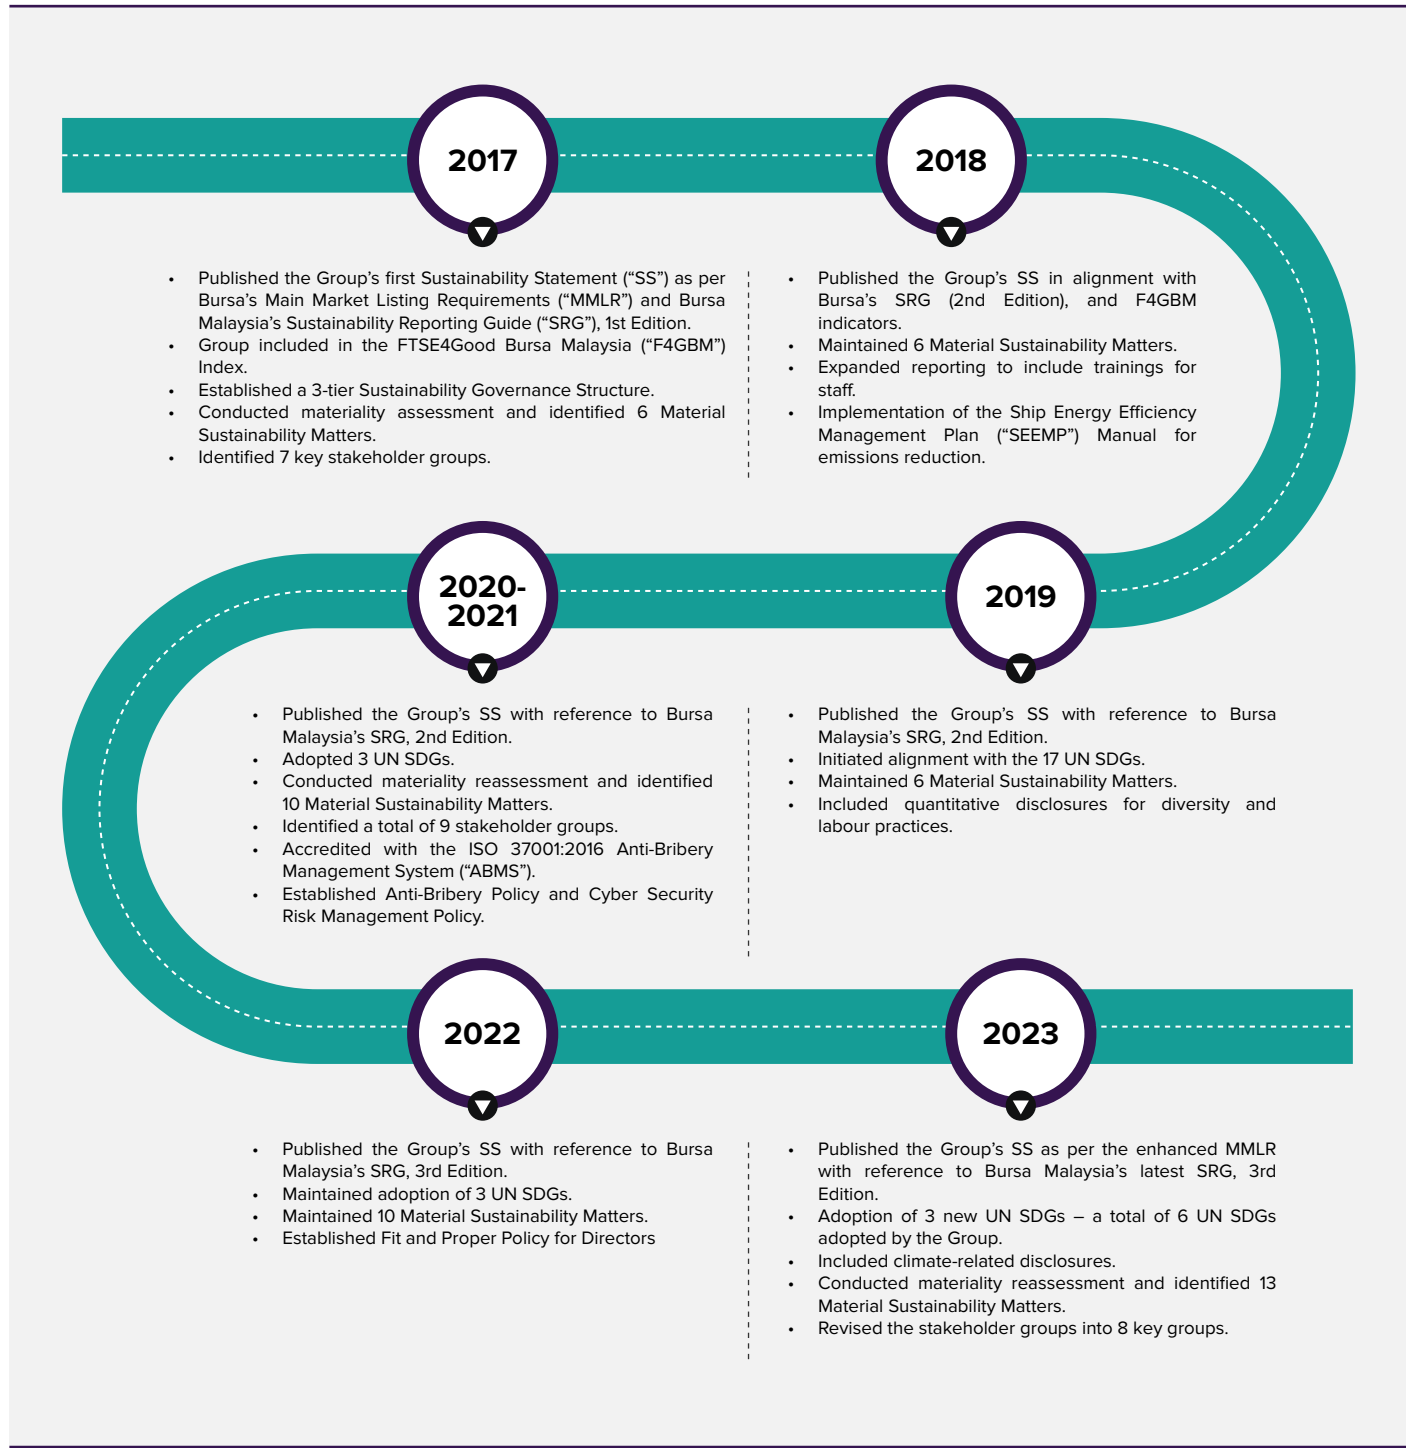 2017
• Published the Group’s first Sustainability Statement (“SS”) as per
Bursa’s Main Market Listing Requirements (“MMLR”) and Bursa
Malaysia’s Sustainability Reporting Guide (“SRG”), 1st Edition.
• Group included in the FTSE4Good Bursa Malaysia (“F4GBM”)
Index.
• Established a 3-tier Sustainability Governance Structure.
• Conducted materiality assessment and identified 6 Material
Sustainability Matters.
• Identified 7 key stakeholder groups.
2018
• Published the Group’s SS in alignment with
Bursa’s SRG (2nd Edition), and F4GBM
indicators.
• Maintained 6 Material Sustainability Matters.
• Expanded reporting to include trainings for
staff.
• Implementation of the Ship Energy Efficiency
Management Plan (“SEEMP”) Manual for
emissions reduction.
2019
• Published the Group’s SS with reference to Bursa
Malaysia’s SRG, 2nd Edition.
• Initiated alignment with the 17 UN SDGs.
• Maintained 6 Material Sustainability Matters.
• Included quantitative disclosures for diversity and
labour practices.
2020-
2021
• Published the Group’s SS with reference to Bursa
Malaysia’s SRG, 2nd Edition.
• Adopted 3 UN SDGs.
• Conducted materiality reassessment and identified
10 Material Sustainability Matters.
• Identified a total of 9 stakeholder groups.
• Accredited with the ISO 37001:2016 Anti-Bribery
Management System (“ABMS”).
• Established Anti-Bribery Policy and Cyber Security
Risk Management Policy.
2022
• Published the Group’s SS with reference to Bursa
Malaysia’s SRG, 3rd Edition.
• Maintained adoption of 3 UN SDGs.
• Maintained 10 Material Sustainability Matters.
• Established Fit and Proper Policy for Directors
2023
• Published the Group’s SS as per the enhanced MMLR
with reference to Bursa Malaysia’s latest SRG, 3rd
Edition.
• Adoption of 3 new UN SDGs – a total of 6 UN SDGs
adopted by the Group.
• Included climate-related disclosures.
• Conducted materiality reassessment and identified 13
Material Sustainability Matters.
• Revised the stakeholder groups into 8 key groups.